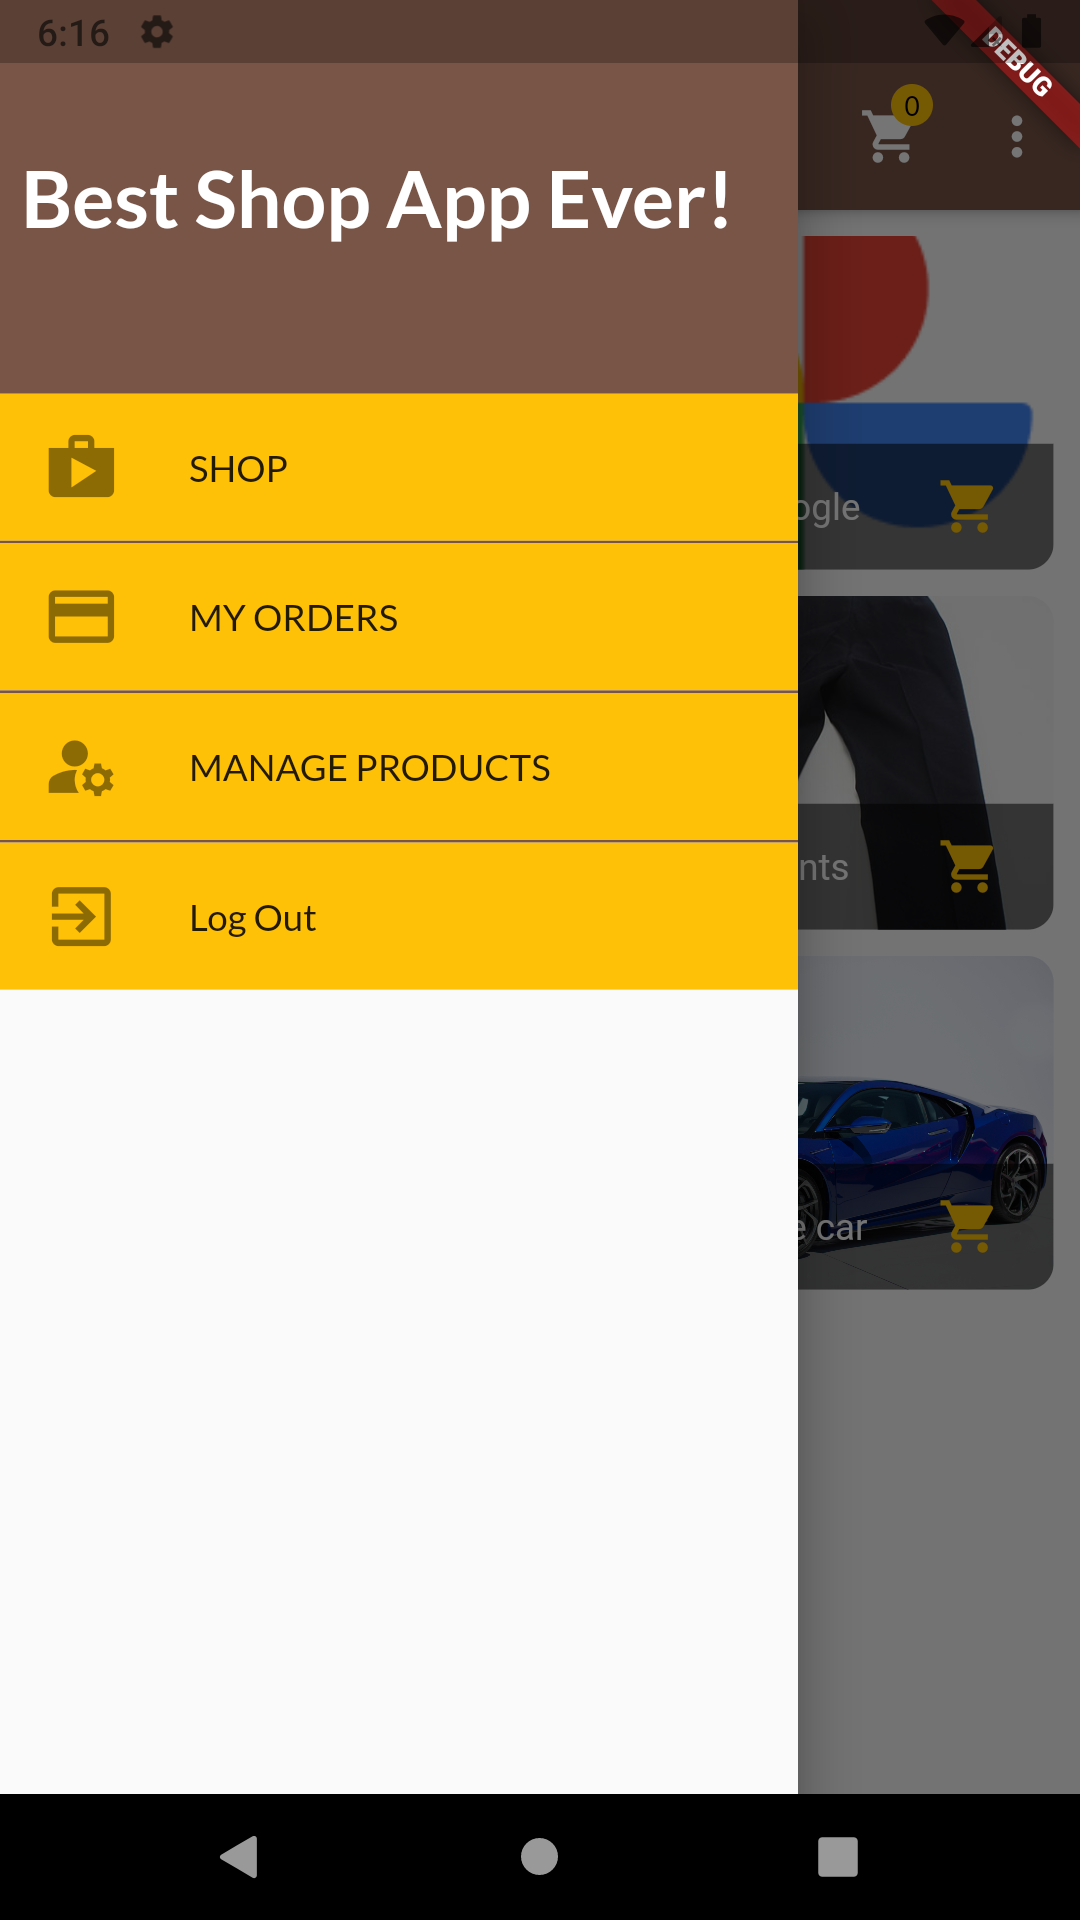 6:16
DEBUG
0
Best Shop App Ever!
SHOP
ogle
MY ORDERS
MANAGE PRODUCTS
nts
Log Out
e car